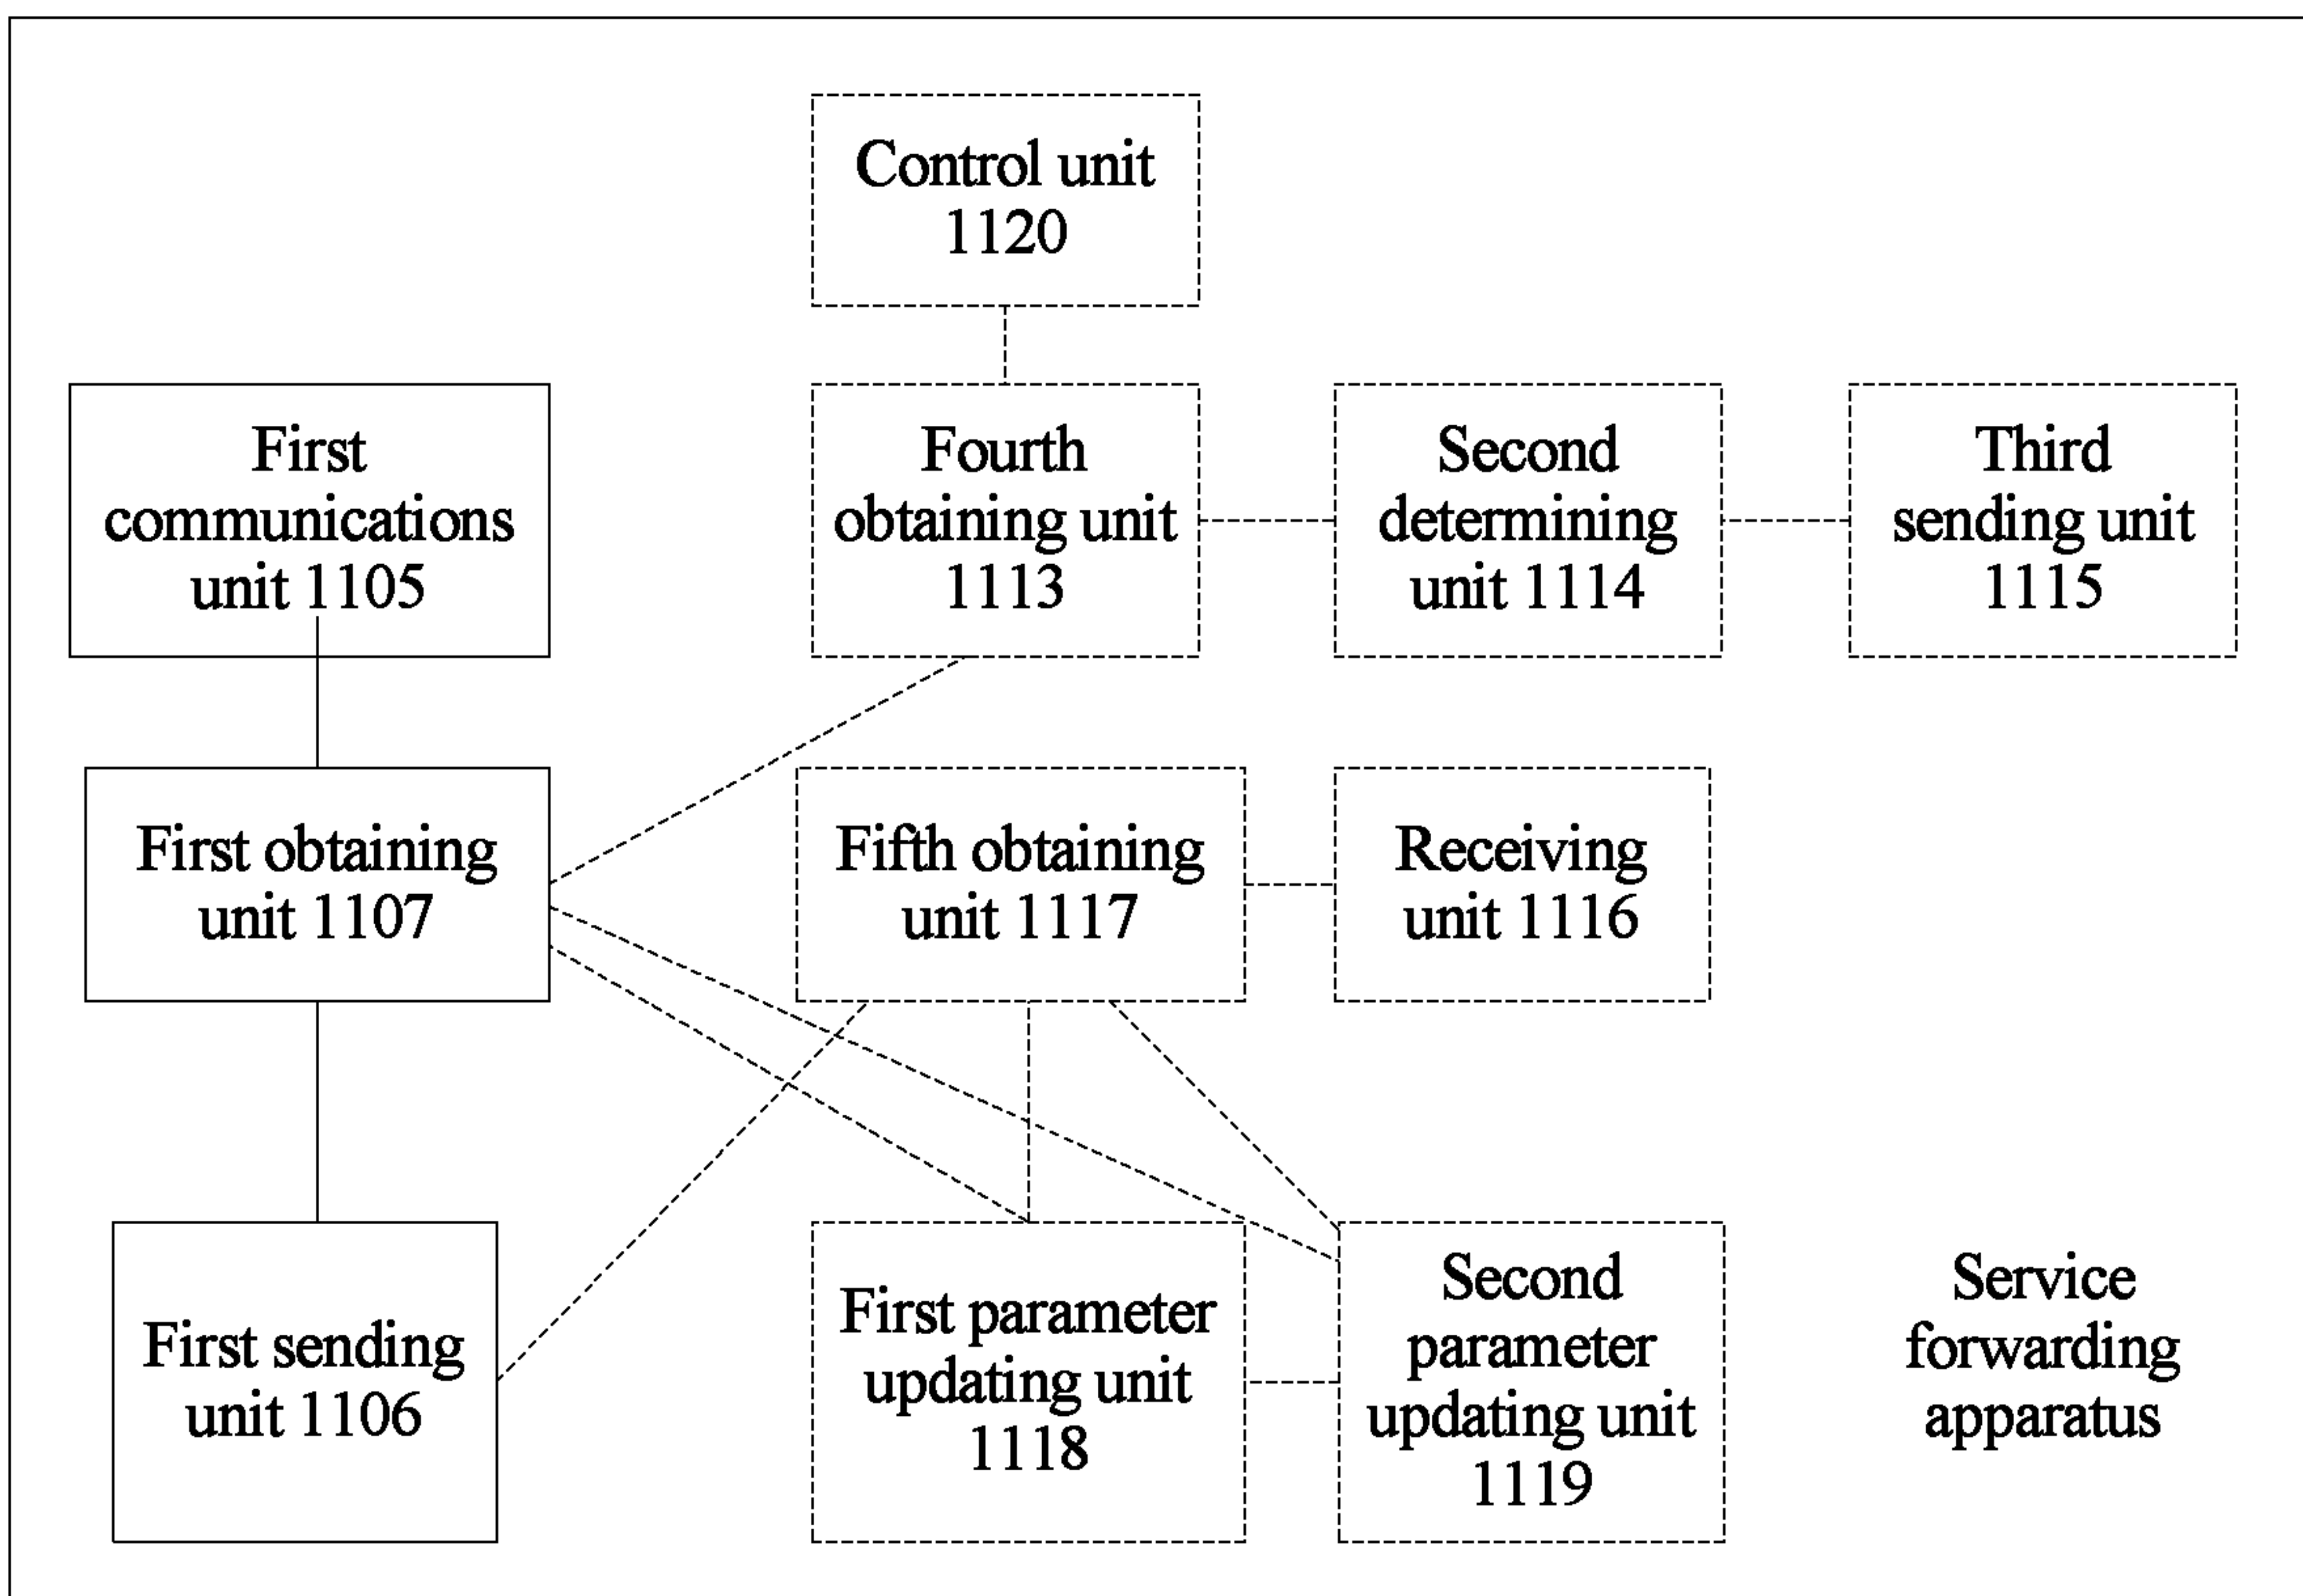 Control unit
1120
First
communications
unit 1105
Fourth
obtaining unit
1113
Second
determining
unit 1114
Third
sending unit
1115
First obtaining
unit 1107
Fifth obtaining
unit 1117
Receiving
unit 1116
First sending
unit 1106
First parameter
updating unit
1118
Second
parameter
updating unit
1119
Service
forwarding
apparatus